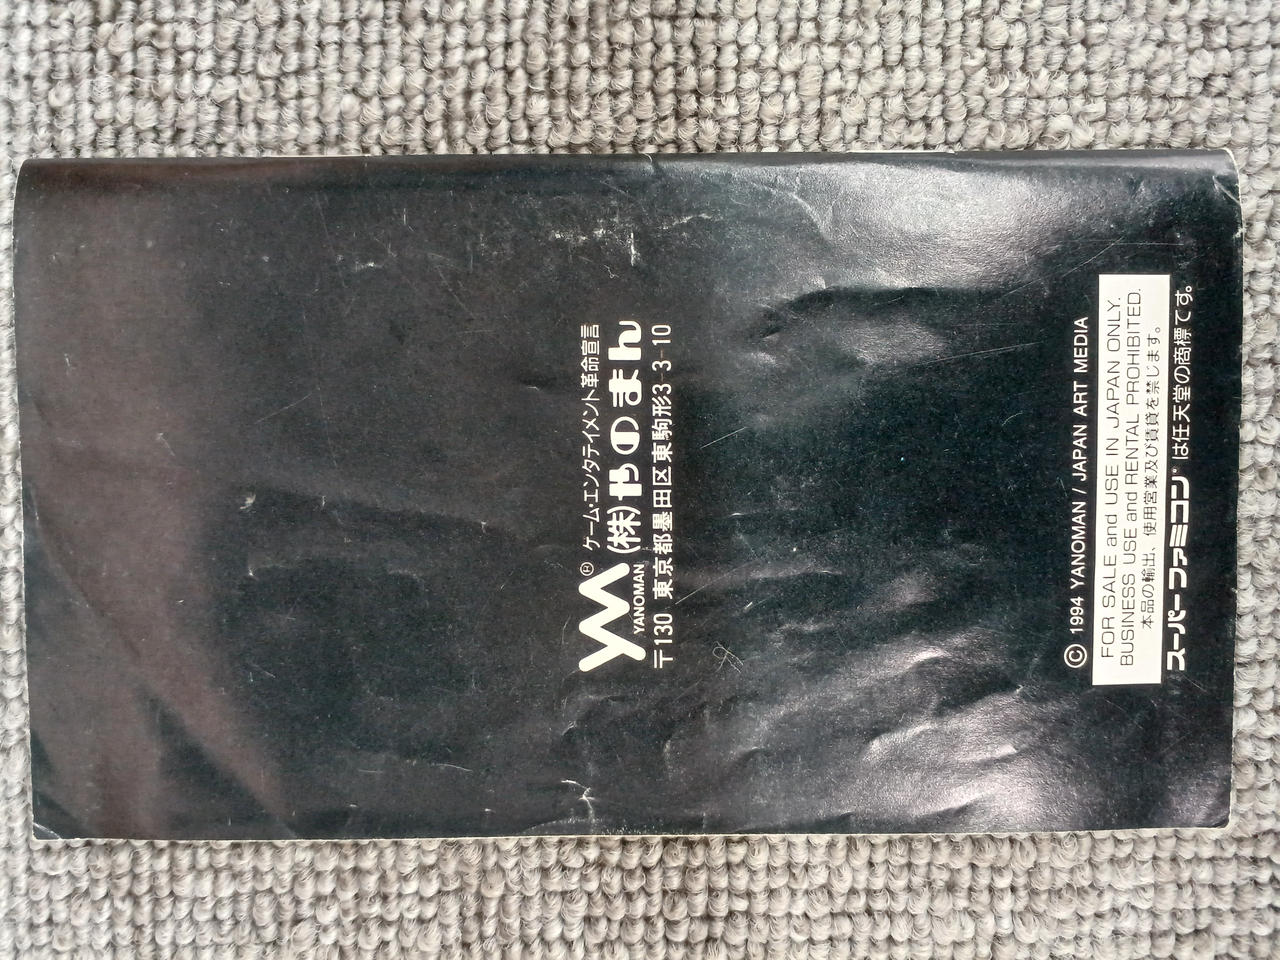 Ⓡ ケーム・エンタテイメント革命宣言
YANOMAN (株)やのまん
〒130 東京都墨田区東駒形3-3-10
© 1994 YANOMAN / JAPAN ART MEDIA
FOR SALE and USE IN JAPAN ONLY.
BUSINESS USE and RENTAL PROHIBITED.
本品の輸出、使用営業及び賃貸を禁じます。
スーパーファミコン®は任天堂の商標です。